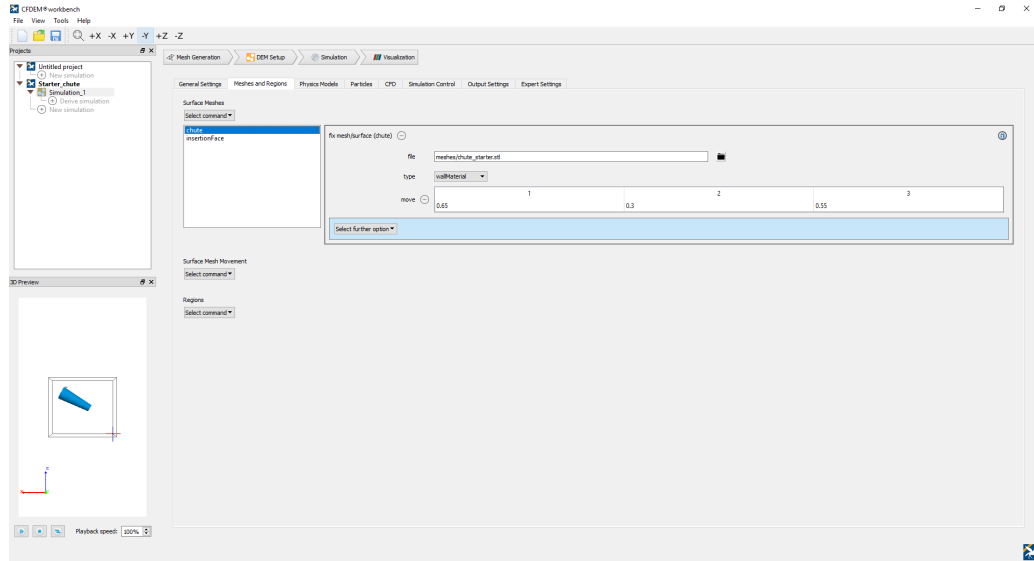 CFDEM®workbench
File View Tools Help
+X -X +Y -Y +Z -Z
Projects
Untitled project
New simulation
Starter_chute
Simulation_1
Derive simulation
New simulation
Mesh Generation DEM Setup Simulation Visualization
General Settings Meshes and Regions Physics Models Particles CFD Simulation Control Output Settings Expert Settings
Surface Meshes
Select command
chute
insertionFace
fix mesh/surface (chute)
file meshes/chute_starter.stl
type wallMaterial
move 1 2 3
0.65 0.3 0.55
Select further option
Surface Mesh Movement
Select command
Regions
Select command
3D Preview
Playback speed: 100%